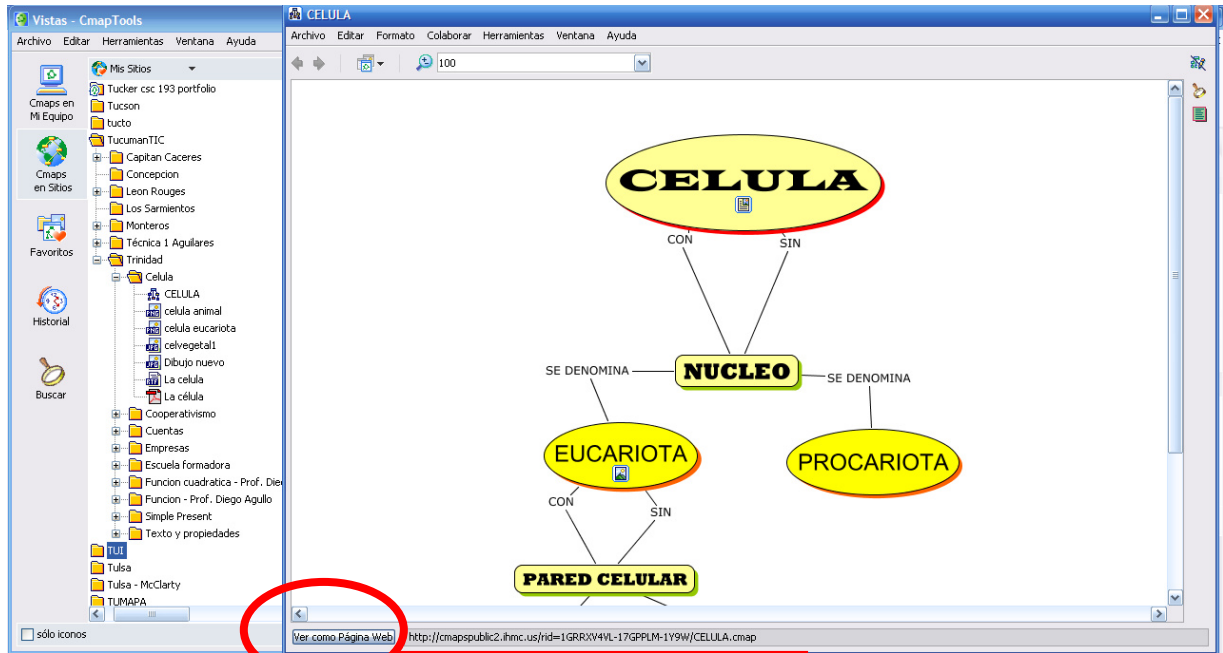 Vistas - CmapTools
Archivo Editar Herramientas Ventana Ayuda
Cmaps en
Mi Equipo
Cmaps
en Sitios
Favoritos
Historial
Buscar
Mis Sitios
Tucker csc 193 portfolio
Tucson
tucto
TucumanTIC
Capitan Caceres
Concepcion
Leon Rouges
Los Sarmientos
Monteros
Técnica 1 Aguilares
Trinidad
Celula
CELULA
celula animal
celula eucariota
celvegetal1
Dibujo nuevo
La celula
La célula
Cooperativismo
Cuentas
Empresas
Escuela formadora
Funcion cuadratica - Prof. Die
Funcion - Prof. Diego Agullo
Simple Present
Texto y propiedades
TUI
Tulsa
Tulsa - McClarty
TUMAPA
sólo iconos
CELULA
Archivo Editar Formato Colaborar Herramientas Ventana Ayuda
100
CELULA
CON SIN
NUCLEO
SE DENOMINA SE DENOMINA
EUCARIOTA PROCARIOTA
CON SIN
PARED CELULAR
Ver como Página Web http://cmapspublic2.ihmc.us/rid=1GRRXV4VL-17GPPLM-1Y9W/CELULA.cmap